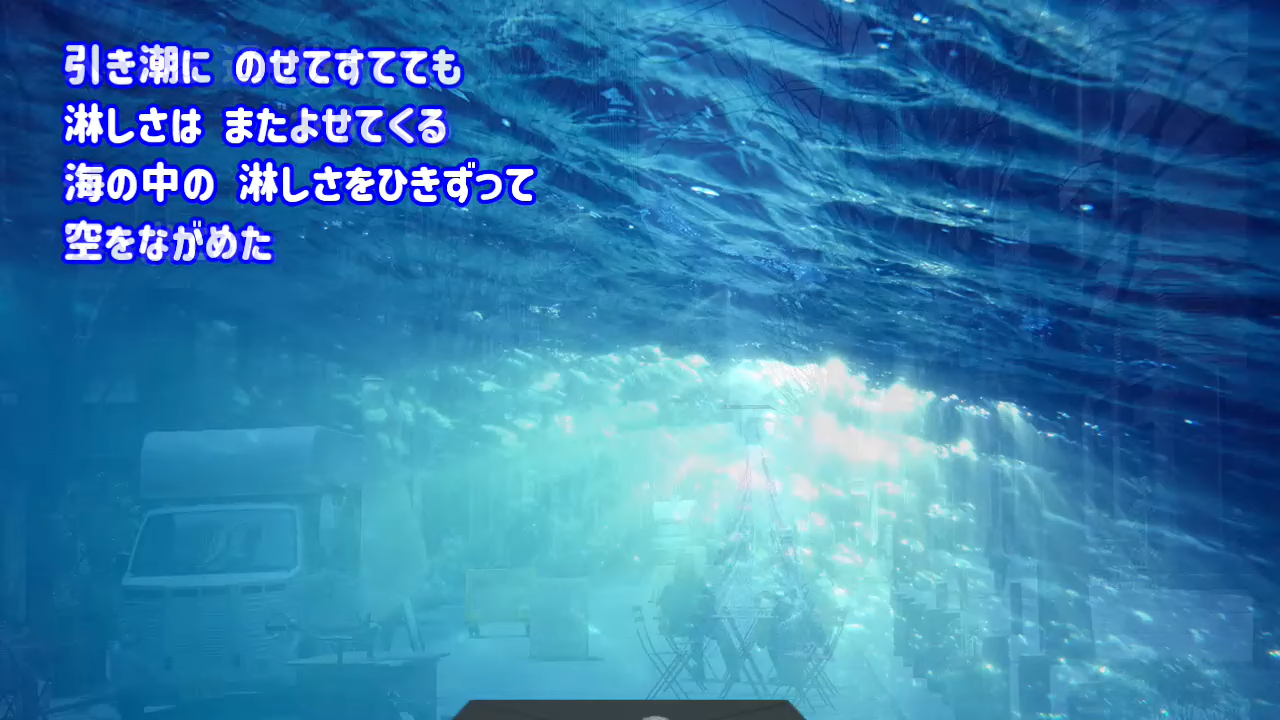 引き潮に のせてすてても
淋しさは またよせてくる
海の中の 淋しさをひきずって
空をながめた